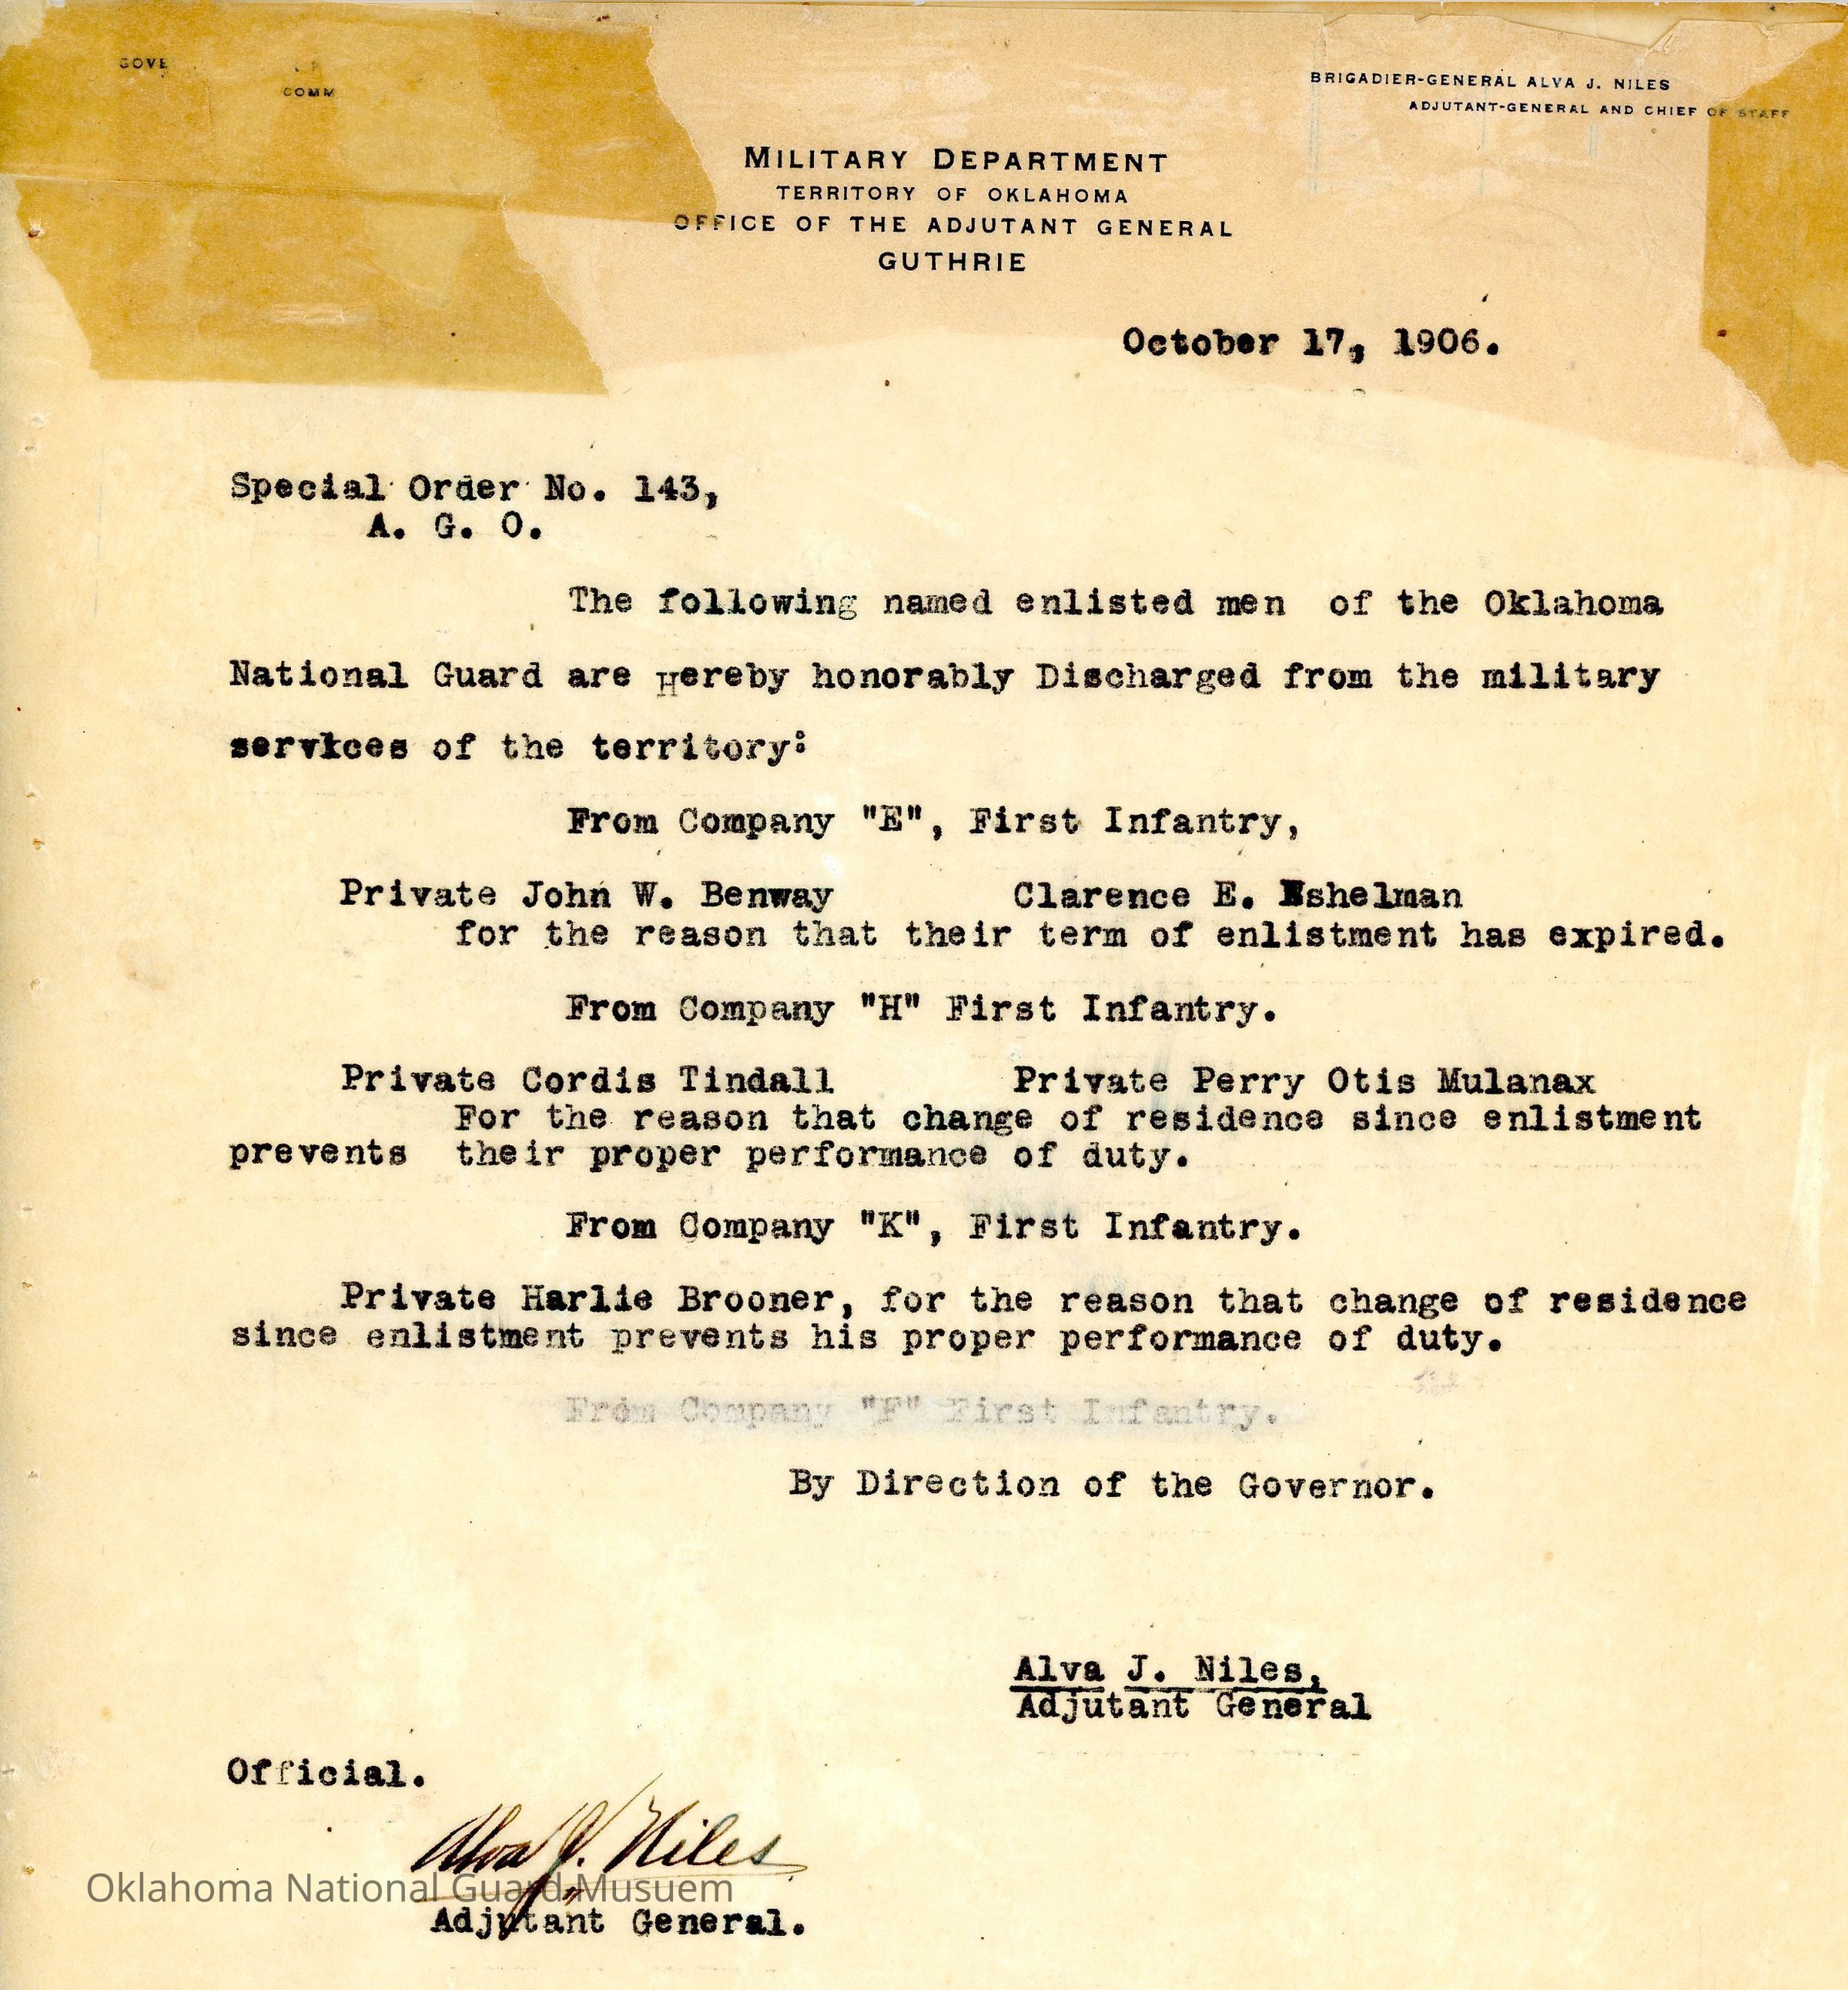 GOVE
COMM
BRIGADIER-GENERAL ALVA J. NILES
ADJUTANT-GENERAL AND CHIEF OF STAFF
MILITARY DEPARTMENT
TERRITORY OF OKLAHOMA
OFFICE OF THE ADJUTANT GENERAL
GUTHRIE
October 17, 1906.
Special Order No. 143,
A. G. O.
The following named enlisted men of the Oklahoma
National Guard are Hereby honorably Discharged from the military
services of the territory:
From Company "E", First Infantry,
Private John W. Benway Clarence E. Eshelman
for the reason that their term of enlistment has expired.
From Company "H" First Infantry.
Private Cordis Tindall Private Perry Otis Mulanax
For the reason that change of residence since enlistment
prevents their proper performance of duty.
From Company "K", First Infantry.
Private Harlie Brooner, for the reason that change of residence
since enlistment prevents his proper performance of duty.
From Company "F" First Infantry.
By Direction of the Governor.
Alva J. Niles,
Adjutant General
Official.
Alva J. Niles
Oklahoma National Guard Musuem
Adjutant General.